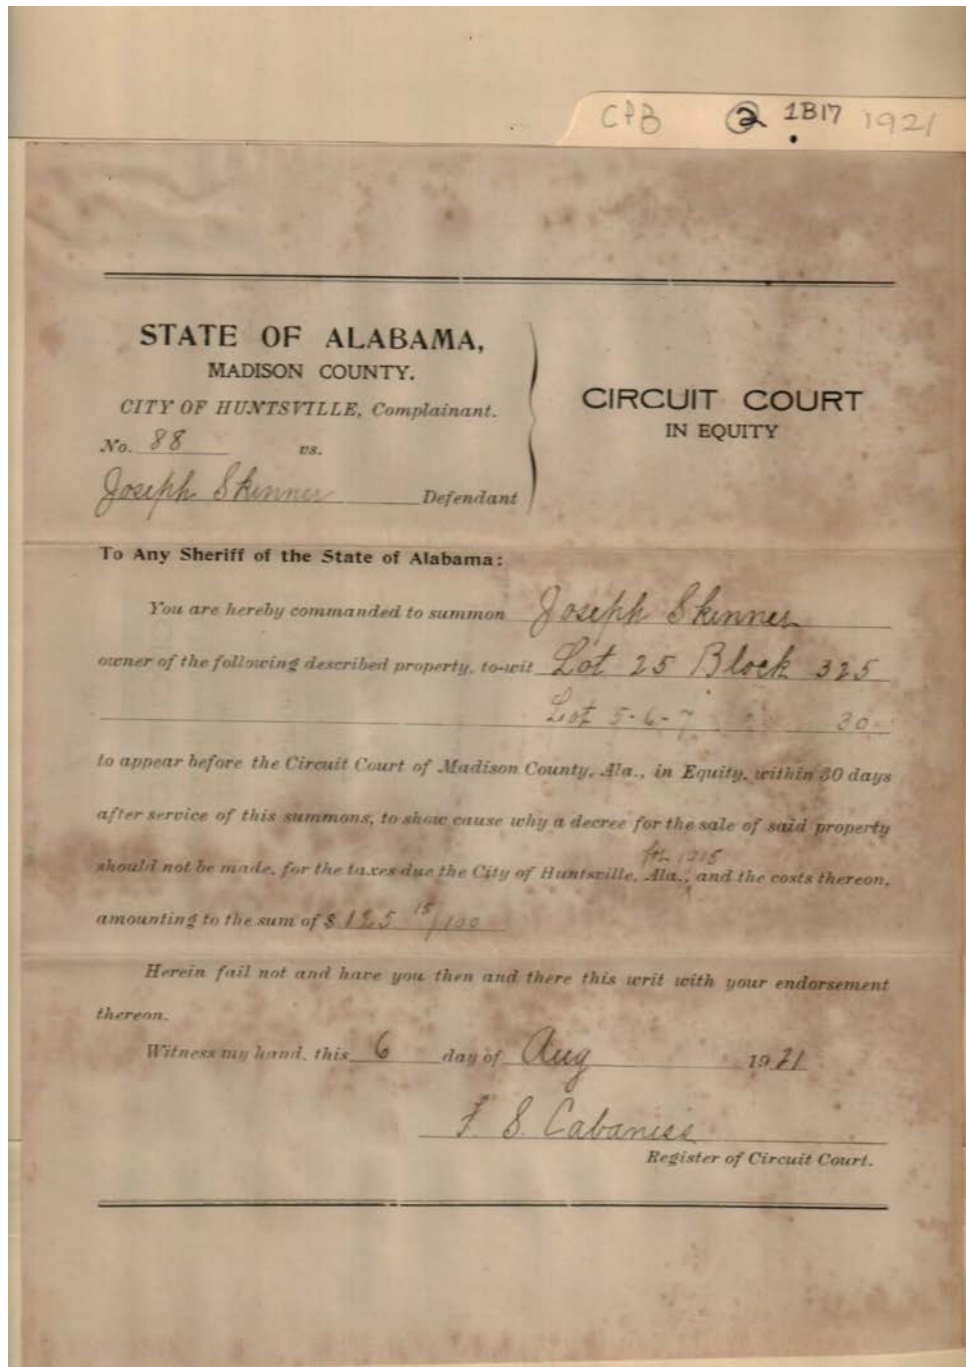 CPB 2 1B17 1921
STATE OF ALABAMA,
MADISON COUNTY.
CITY OF HUNTSVILLE, Complainant.
No. 88 vs.
Joseph Skinner Defendant
CIRCUIT COURT
IN EQUITY
To Any Sheriff of the State of Alabama:
You are hereby commanded to summon Joseph Skinner
owner of the following described property, to-wit Lot 25 Block 325
Lot 5-6-7 " 30
to appear before the Circuit Court of Madison County, Ala., in Equity, within 30 days
after service of this summons, to show cause why a decree for the sale of said property
for 1915
should not be made, for the taxes due the City of Huntsville, Ala., and the costs thereon,
amounting to the sum of $ 125 15/100
Herein fail not and have you then and there this writ with your endorsement
thereon.
Witness my hand, this 6 day of Aug 1921
F. S. Cabaniss
Register of Circuit Court.